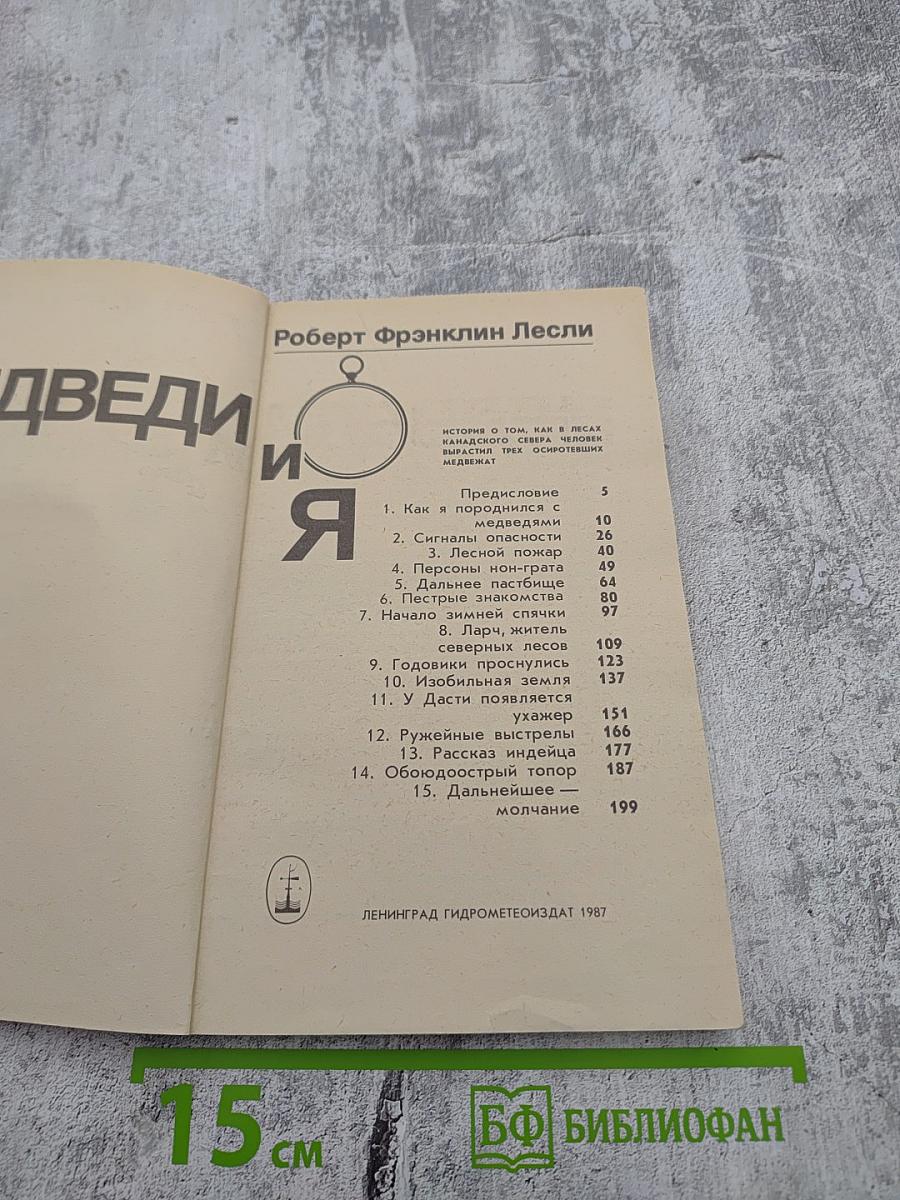 Роберт Фрэнклин Лесли
ДВЕДИ
и
Я
ИСТОРИЯ О ТОМ, КАК В ЛЕСАХ
КАНАДСКОГО СЕВЕРА ЧЕЛОВЕК
ВЫРАСТИЛ ТРЕХ ОСИРОТЕВШИХ
МЕДВЕЖАТ
Предисловие 5
1. Как я породнился с
медведями 10
2. Сигналы опасности 26
3. Лесной пожар 40
4. Персоны нон-грата 49
5. Дальнее пастбище 64
6. Пестрые знакомства 80
7. Начало зимней спячки 97
8. Ларч, житель
северных лесов 109
9. Годовики проснулись 123
10. Изобильная земля 137
11. У Дасти появляется
ухажер 151
12. Ружейные выстрелы 166
13. Рассказ индейца 177
14. Обоюдоострый топор 187
15. Дальнейшее —
молчание 199
ЛЕНИНГРАД ГИДРОМЕТЕОИЗДАТ 1987
15 см
БФ БИБЛИОФАН